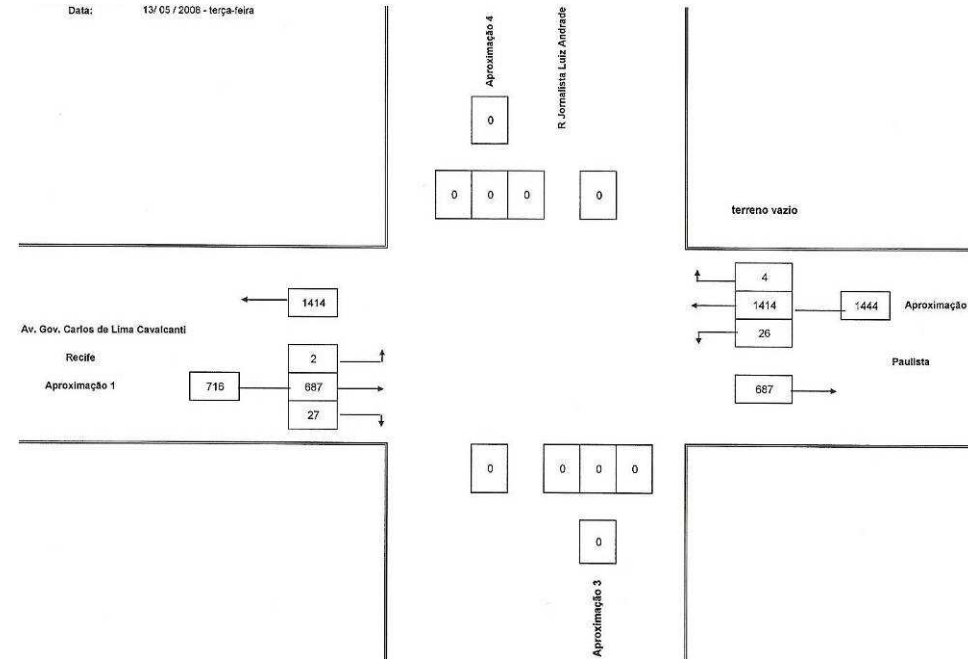 Data: 13/ 05 / 2008 - terça-feira
Aproximação 4
R Jornalista Luiz Andrade
0
0 0 0 0
terreno vazio
4
1414 1414 1444 Aproximação
26
Av. Gov. Carlos de Lima Cavalcanti
Recife 2
Paulista
Aproximação 1 716 687 687
27
0 0 0 0
0
Aproximação 3